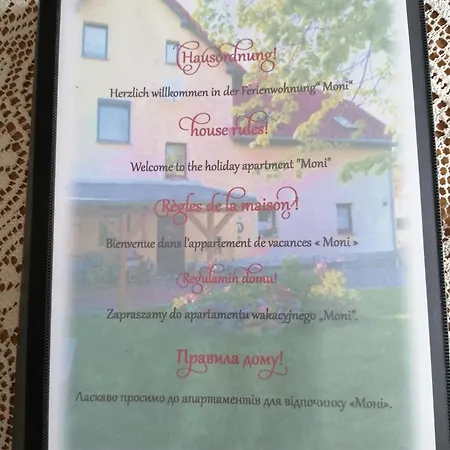 Hausordnung!
Herzlich willkommen in der Ferienwohnung“ Moni“
house rules!
Welcome to the holiday apartment "Moni"
Règles de la maison !
Bienvenue dans l'appartement de vacances « Moni »
Regulamin domu!
Zapraszamy do apartamentu wakacyjnego „Moni”.
Правила дому!
Ласкаво просимо до апартаментів для відпочинку «Моні».